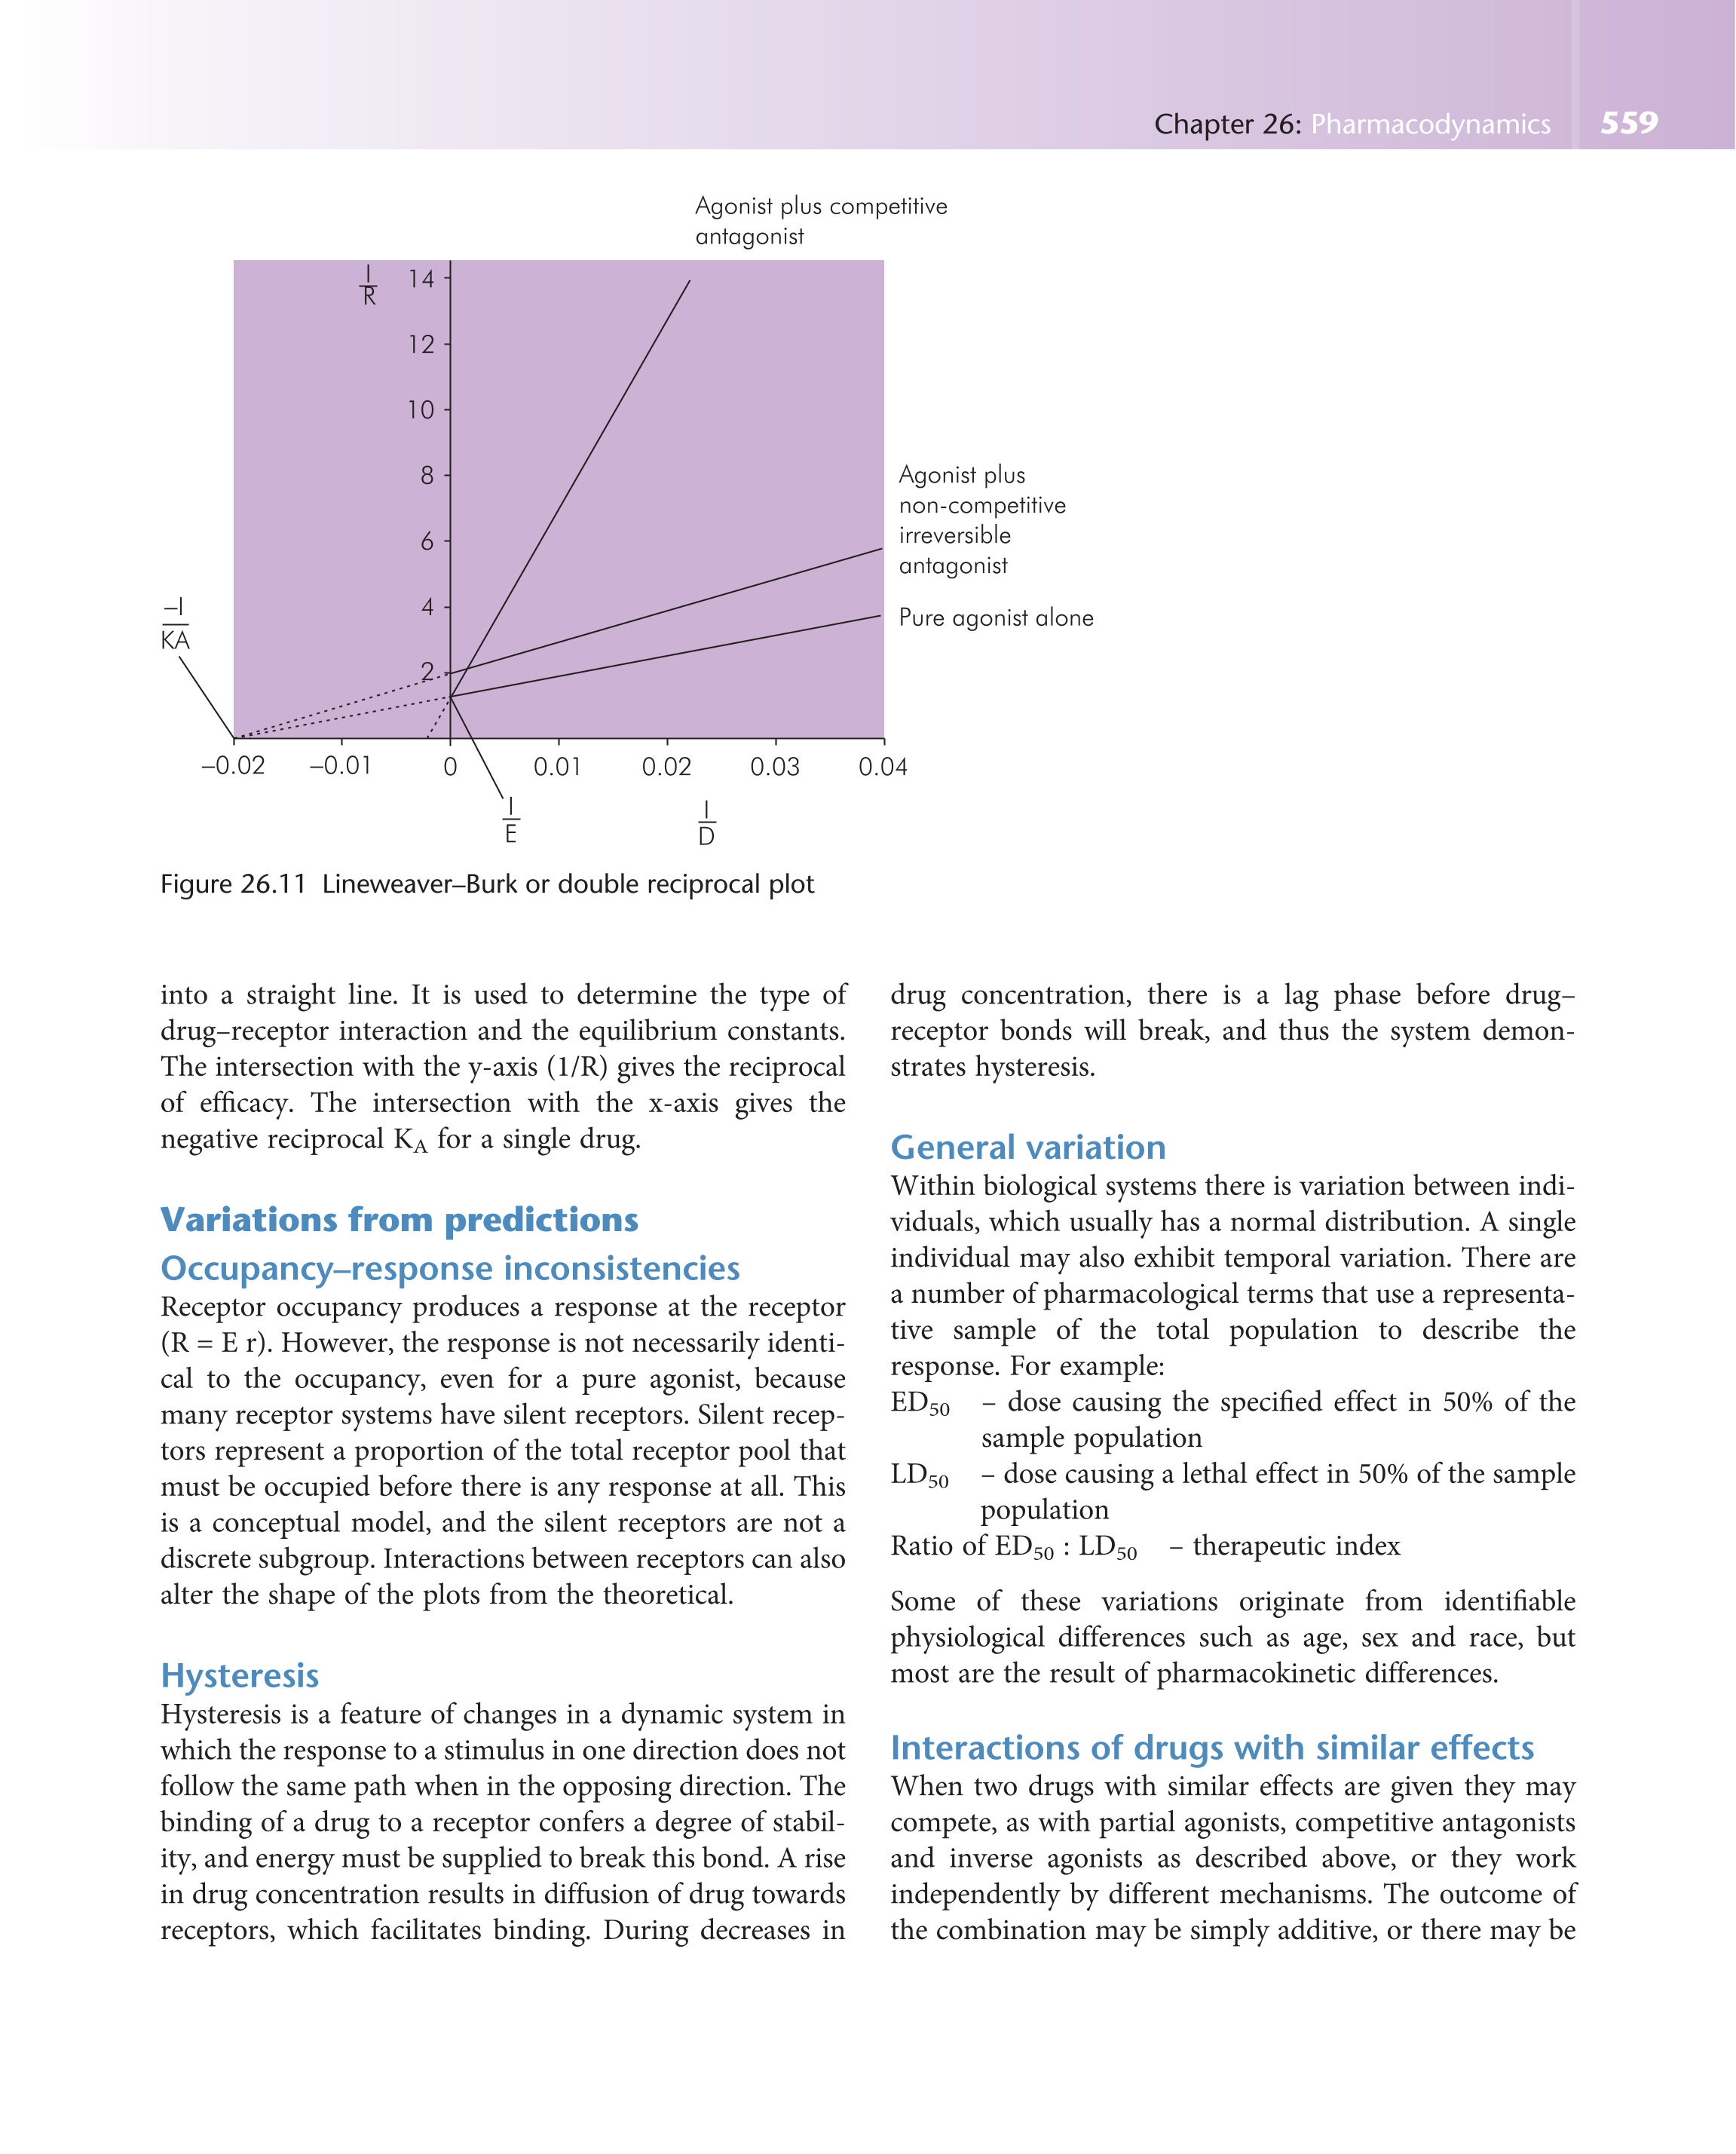 Chapter 26: Pharmacodynamics 559
Agonist plus competitive
antagonist
I
R
14
12
10
8
6
4
2
Agonist plus
non-competitive
irreversible
antagonist
Pure agonist alone
–I
KA
–0.02
–0.01
0
0.01
0.02
0.03
0.04
I
E
I
D
Figure 26.11 Lineweaver–Burk or double reciprocal plot
into a straight line. It is used to determine the type of
drug–receptor interaction and the equilibrium constants.
The intersection with the y-axis (1/R) gives the reciprocal
of efficacy. The intersection with the x-axis gives the
negative reciprocal KA for a single drug.
Variations from predictions
Occupancy–response inconsistencies
Receptor occupancy produces a response at the receptor
(R = E r). However, the response is not necessarily identi-
cal to the occupancy, even for a pure agonist, because
many receptor systems have silent receptors. Silent recep-
tors represent a proportion of the total receptor pool that
must be occupied before there is any response at all. This
is a conceptual model, and the silent receptors are not a
discrete subgroup. Interactions between receptors can also
alter the shape of the plots from the theoretical.
Hysteresis
Hysteresis is a feature of changes in a dynamic system in
which the response to a stimulus in one direction does not
follow the same path when in the opposing direction. The
binding of a drug to a receptor confers a degree of stabil-
ity, and energy must be supplied to break this bond. A rise
in drug concentration results in diffusion of drug towards
receptors, which facilitates binding. During decreases in
drug concentration, there is a lag phase before drug–
receptor bonds will break, and thus the system demon-
strates hysteresis.
General variation
Within biological systems there is variation between indi-
viduals, which usually has a normal distribution. A single
individual may also exhibit temporal variation. There are
a number of pharmacological terms that use a representa-
tive sample of the total population to describe the
response. For example:
ED50 – dose causing the specified effect in 50% of the
sample population
LD50 – dose causing a lethal effect in 50% of the sample
population
Ratio of ED50 : LD50 – therapeutic index
Some of these variations originate from identifiable
physiological differences such as age, sex and race, but
most are the result of pharmacokinetic differences.
Interactions of drugs with similar effects
When two drugs with similar effects are given they may
compete, as with partial agonists, competitive antagonists
and inverse agonists as described above, or they work
independently by different mechanisms. The outcome of
the combination may be simply additive, or there may be